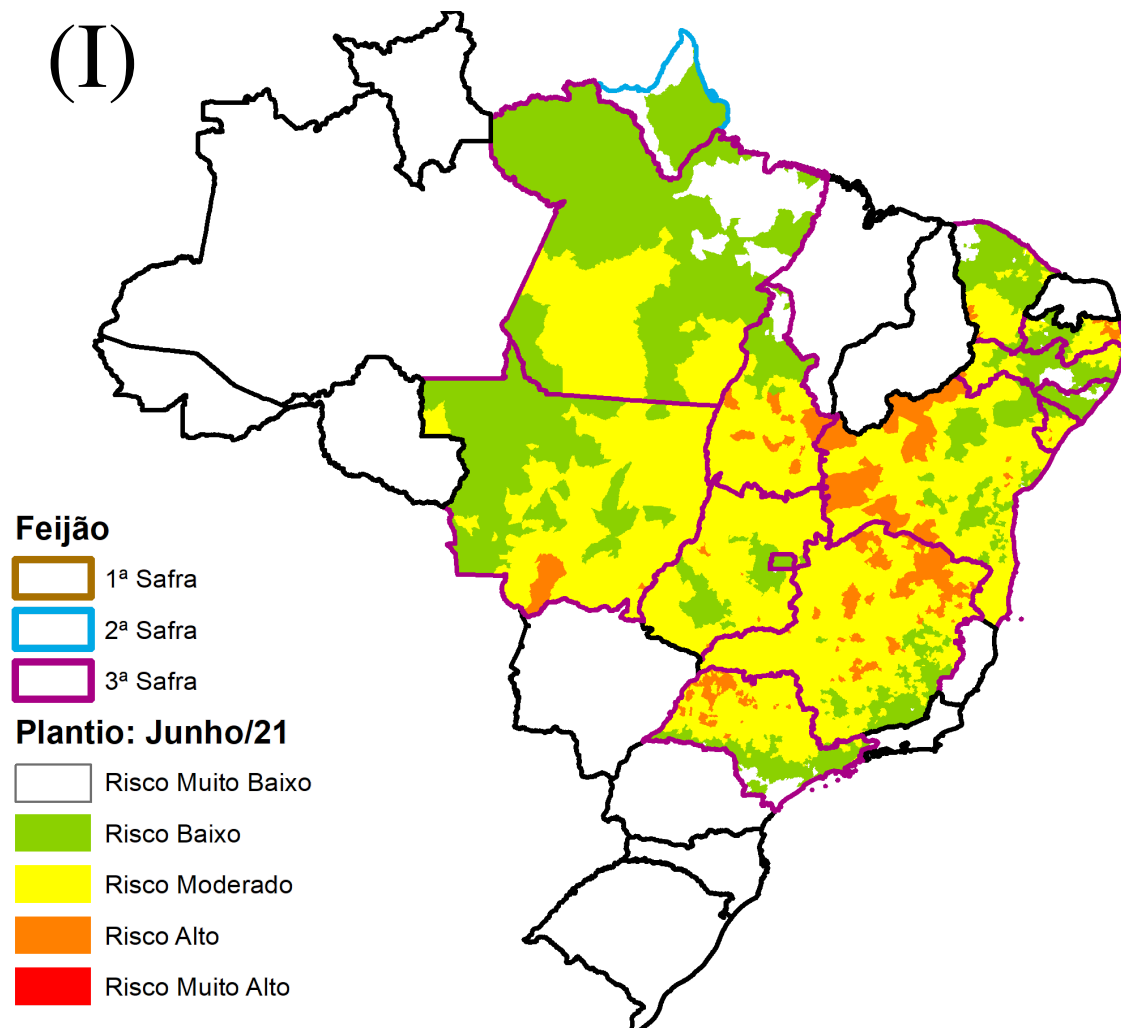 (I)
Feijão
1ª Safra
2ª Safra
3ª Safra
Plantio: Junho/21
Risco Muito Baixo
Risco Baixo
Risco Moderado
Risco Alto
Risco Muito Alto